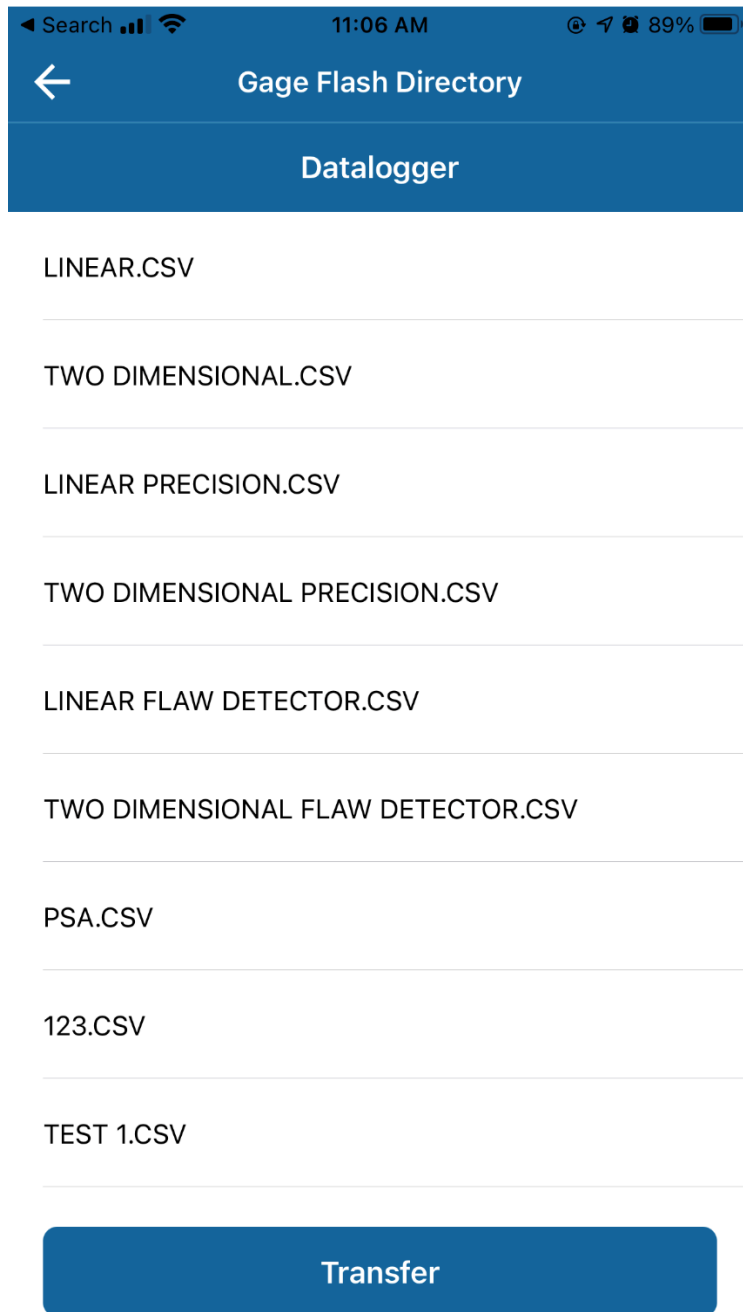 Search 11:06 AM 89%
Gage Flash Directory
Datalogger
LINEAR.CSV
TWO DIMENSIONAL.CSV
LINEAR PRECISION.CSV
TWO DIMENSIONAL PRECISION.CSV
LINEAR FLAW DETECTOR.CSV
TWO DIMENSIONAL FLAW DETECTOR.CSV
PSA.CSV
123.CSV
TEST 1.CSV
Transfer